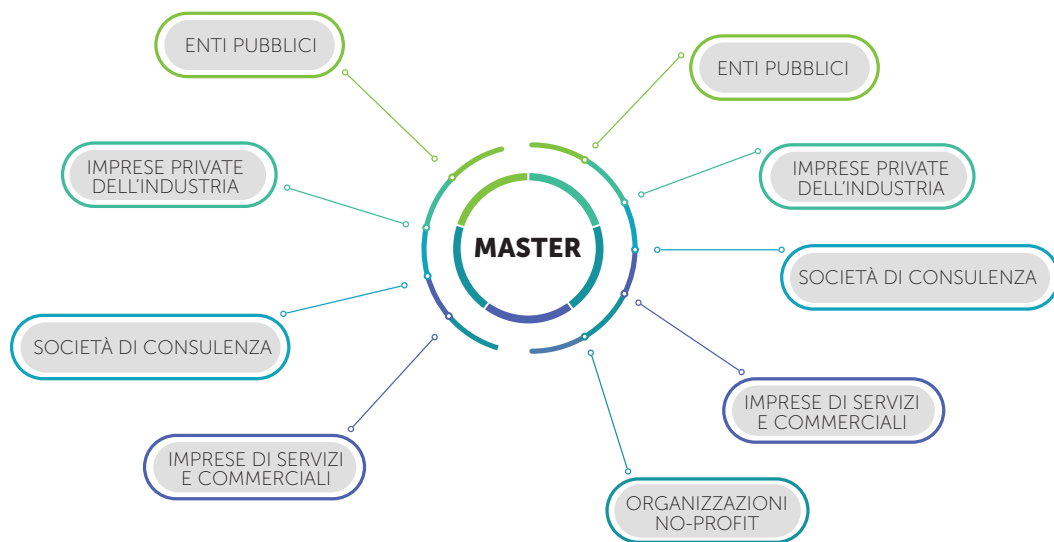 ENTI PUBBLICI
IMPRESE PRIVATE
DELL'INDUSTRIA
SOCIETÀ DI CONSULENZA
IMPRESE DI SERVIZI
E COMMERCIALI
MASTER
ENTI PUBBLICI
IMPRESE PRIVATE
DELL'INDUSTRIA
SOCIETÀ DI CONSULENZA
IMPRESE DI SERVIZI
E COMMERCIALI
ORGANIZZAZIONI
NO-PROFIT